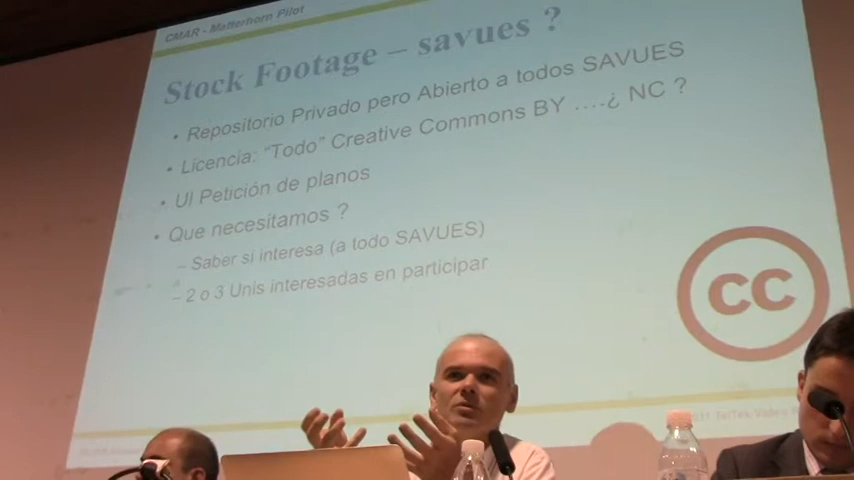 CMAR - Matterhorn Pilot
Stock Footage – savues ?
• Repositorio Privado pero Abierto a todos SAVUES
• Licencia: "Todo" Creative Commons BY ....¿ NC ?
• UI Petición de planos
• Que necesitamos ?
– Saber si interesa (a todo SAVUES)
– 2 o 3 Unis interesadas en participar
cc